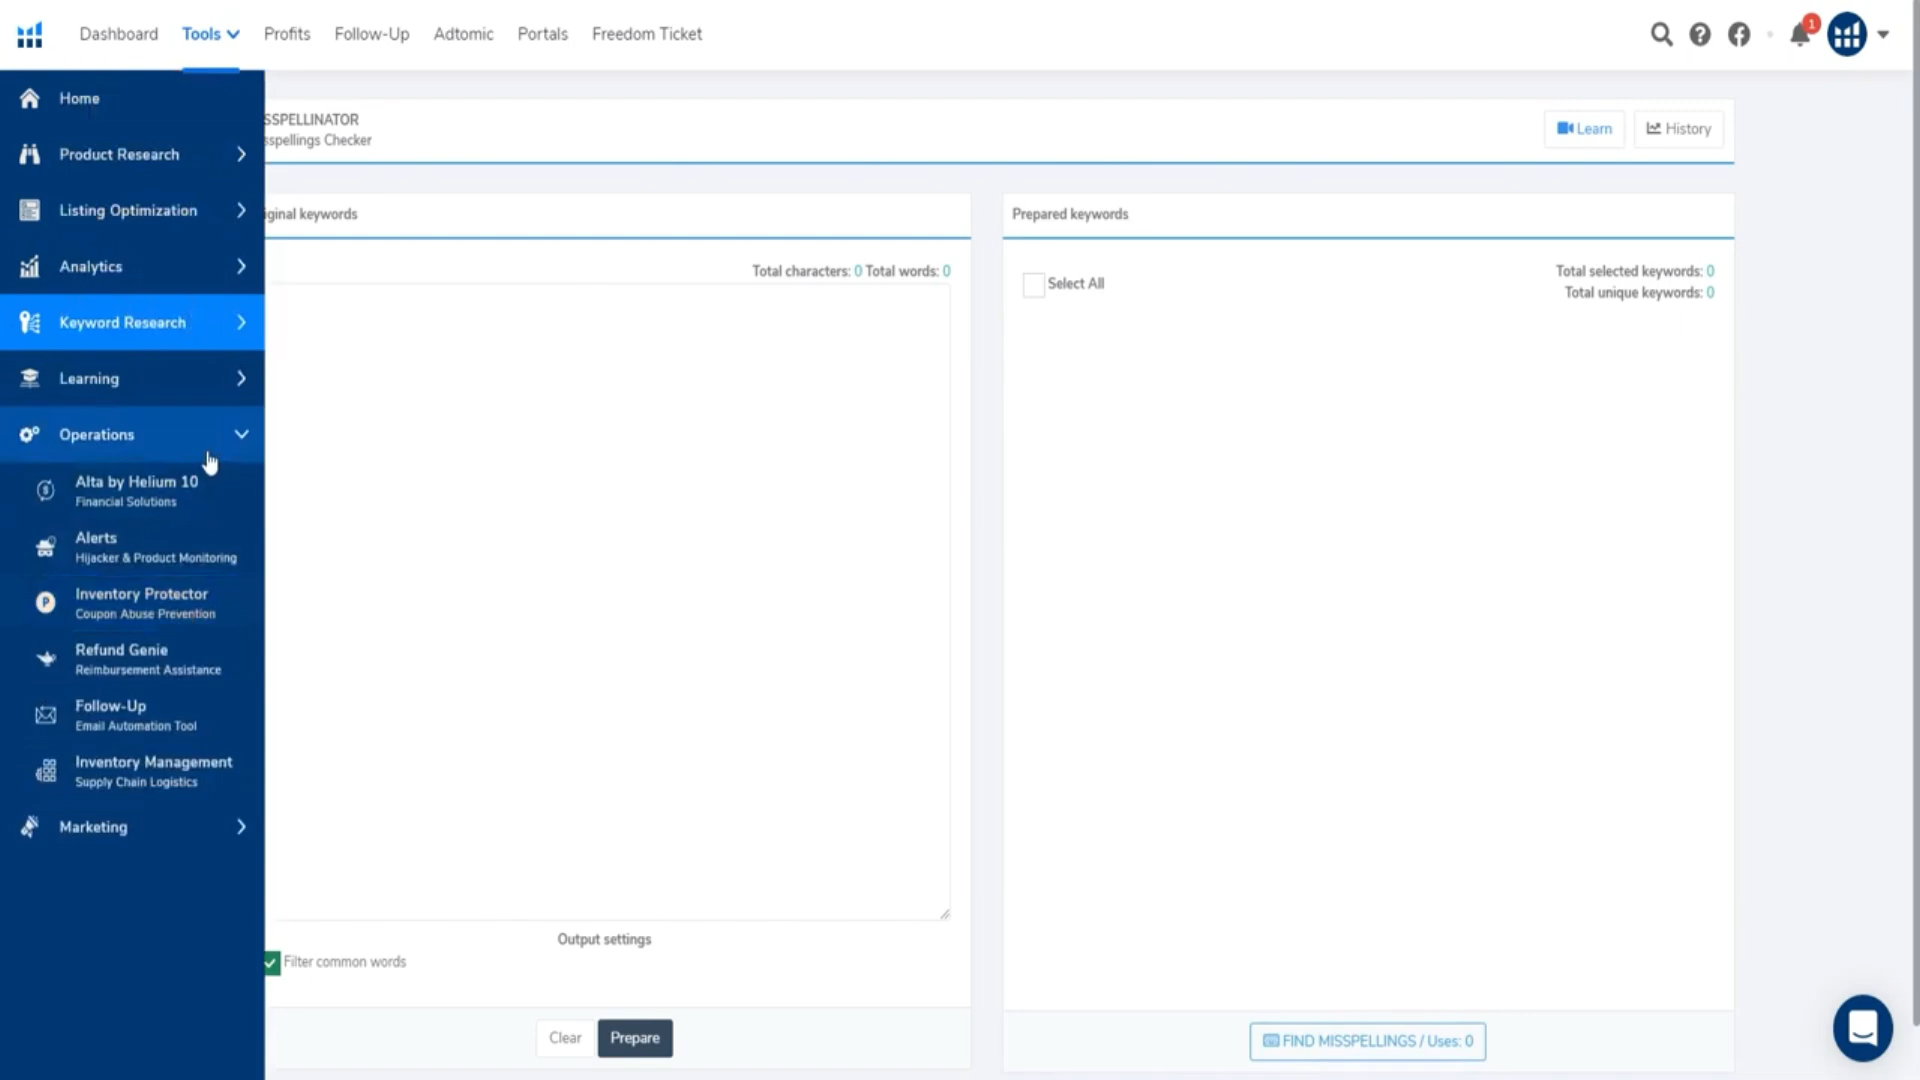 Dashboard
Tools
Profits
Follow-Up
Adtomic
Portals
Freedom Ticket
1
Home
Product Research
Listing Optimization
Analytics
Keyword Research
Learning
Operations
Alta by Helium 10
Financial Solutions
Alerts
Hijacker & Product Monitoring
Inventory Protector
Coupon Abuse Prevention
Refund Genie
Reimbursement Assistance
Follow-Up
Email Automation Tool
Inventory Management
Supply Chain Logistics
Marketing
SSPELLINATOR
sspellings Checker
Learn
History
iginal keywords
Total characters: 0 Total words: 0
Output settings
Filter common words
Clear
Prepare
Prepared keywords
Select All
Total selected keywords: 0
Total unique keywords: 0
FIND MISSPELLINGS / Uses: 0